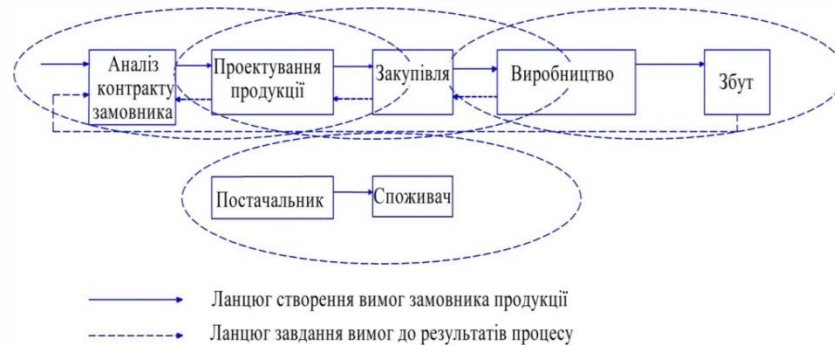 Аналіз
контракту
замовника
Проектування
продукції
Закупівля
Виробництво
Збут
Постачальник
Споживач
Ланцюг створення вимог замовника продукції
Ланцюг завдання вимог до результатів процесу